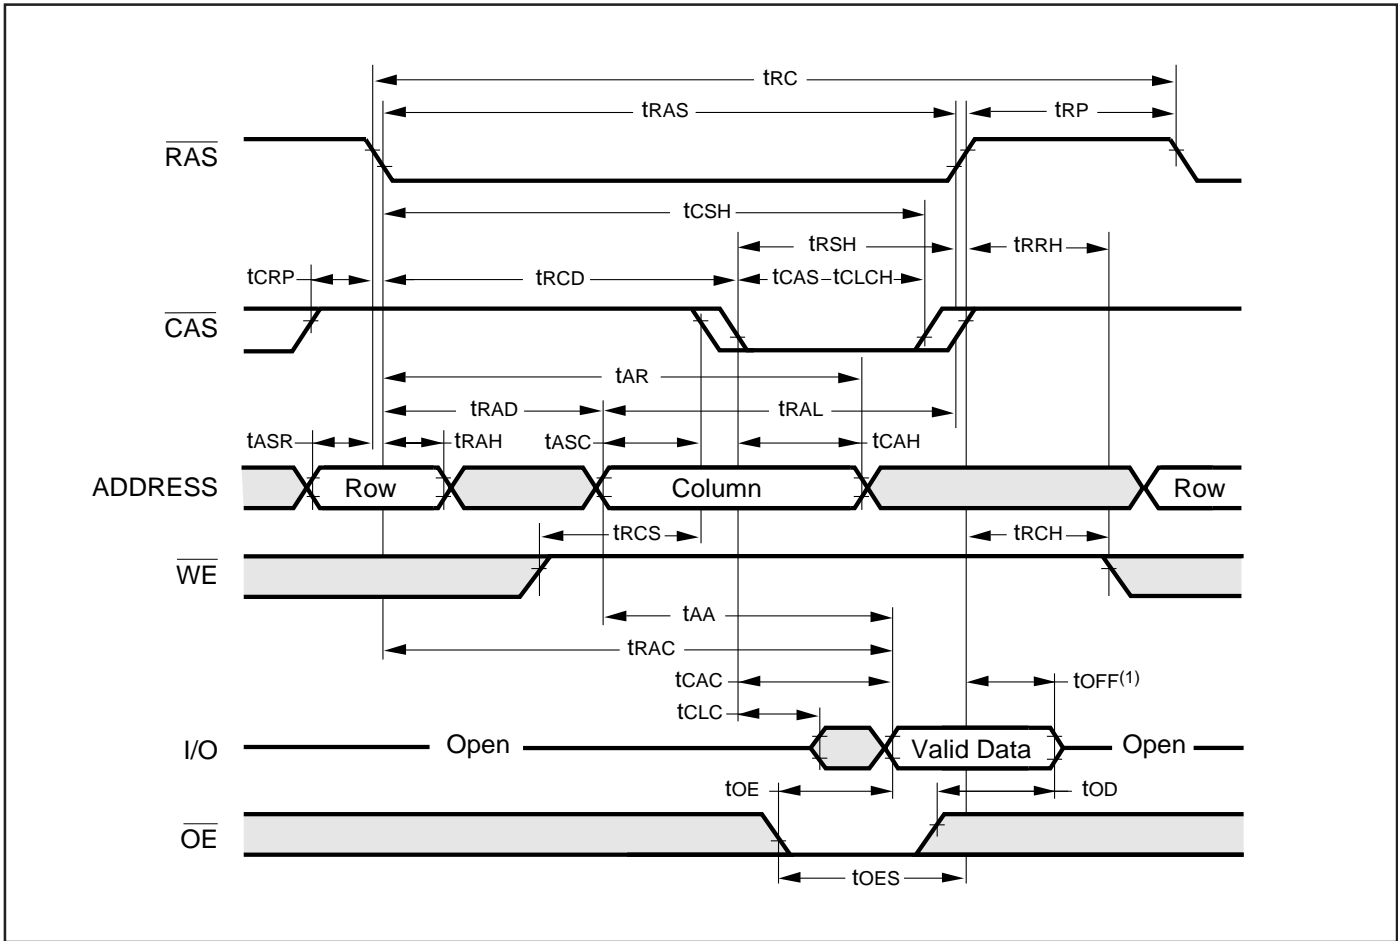 tRC
tRAS tRP
RAS
tCSH
tRSH tRRH
tCRP tRCD tCAS tCLCH
CAS
tAR
tRAD tRAL
tASR tRAH tASC tCAH
ADDRESS Row Column Row
tRCS tRCH
WE
tAA
tRAC
tCAC tOFF(1)
tCLC
I/O Open Valid Data Open
tOE tOD
OE
tOES